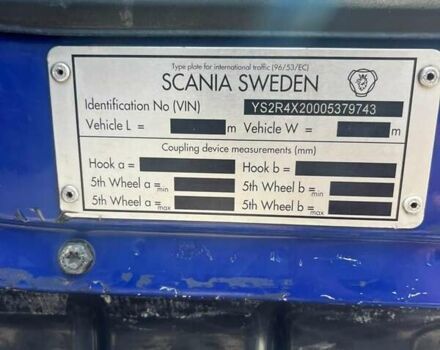 Type plate for international traffic (96/53/EC)
SCANIA SWEDEN
Identification No (VIN) YS2R4X20005379743
Vehicle L = m Vehicle W = m
Coupling device measurements (mm)
Hook a = Hook b =
5th Wheel a = min 5th Wheel b = min
5th Wheel a = max 5th Wheel b = max